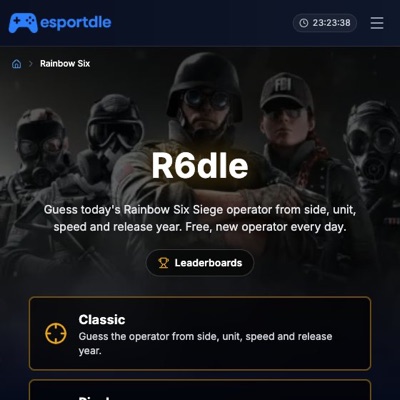 esportdle
23:23:38
Rainbow Six
FBI
R6dle
Guess today's Rainbow Six Siege operator from side, unit,
speed and release year. Free, new operator every day.
Leaderboards
Classic
Guess the operator from side, unit, speed and release
year.